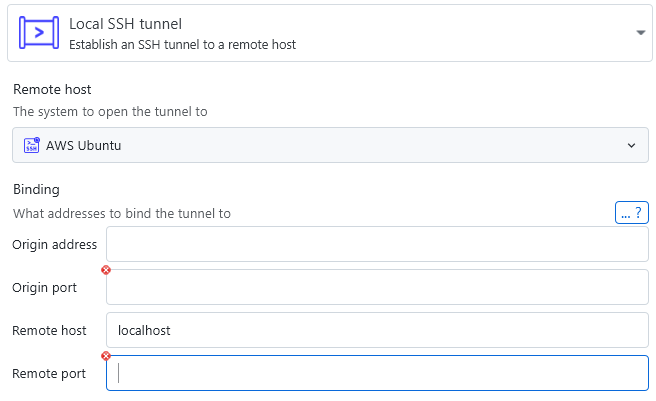 Local SSH tunnel
Establish an SSH tunnel to a remote host
Remote host
The system to open the tunnel to
SSH AWS Ubuntu
Binding
What addresses to bind the tunnel to
... ?
Origin address
Origin port
Remote host localhost
Remote port